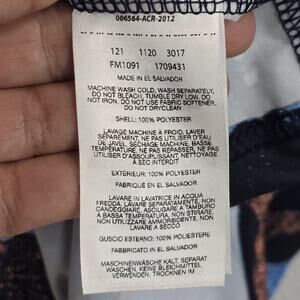 006564-ACR-2012
121 1120 3017
FM1091 1709431
MADE IN EL SALVADOR
MACHINE WASH COLD, WASH SEPARATELY,
DO NOT BLEACH, TUMBLE DRY LOW, DO
NOT IRON, DO NOT USE FABRIC SOFTENER.
DO NOT DRYCLEAN
SHELL: 100% POLYESTER
LAVAGE MACHINE A FROID, LAVER
SEPAREMENT, NE PAS UTILISER D'EAU
DE JAVEL, SECHAGE MACHINE, BASSE
TEMPERATURE, NE PAS REPASSER, NE PAS
UTILISER D'ASSOUPLISSANT, NETTOYAGE
A SEC INTERDIT
EXTÉRIEUR: 100% POLYESTER
FABRIQUÉ EN EL SALVADOR
LAVARE IN LAVATRICE IN ACQUA
FREDDA, LAVARE SEPARATAMENTE, NON
CANDEGGIARE, ASCIUGARE A TAMBURO, A
BASSA TEMPERATURA, NON STIRARE,
NON UTILIZZARE AMMORBIDENTE, NON
LAVARE A SECCO
GUSCIO ESTERNO: 100% POLIESTERE
FABBRICATO IN EL SALVADOR
MASCHINENWÄSCHE KALT, SEPARAT
WASCHEN, KEINE BLEICHMITTEL
VERWENDEN, TROCKNEN IM